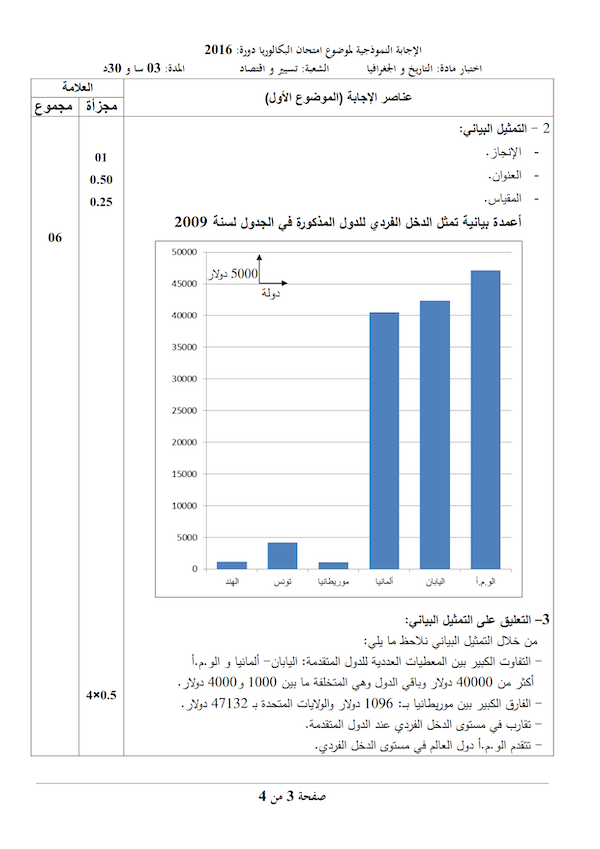 الإجابة النموذجية لموضوع امتحان البكالوريا دورة: 2016
اختبار مادة: التاريخ و الجغرافيا الشعبة: تسيير و اقتصاد المدة: 03 سا و 30د
عناصر الإجابة (الموضوع الأول)
العلامة
مجزأة مجموع
2 – التمثيل البياني:
- الإنجاز.
01
- العنوان.
0.50
- المقياس.
0.25
06
أعمدة بيانية تمثل الدخل الفردي للدول المذكورة في الجدول لسنة 2009
50000
45000
40000
35000
30000
25000
20000
15000
10000
5000
0
5000 دولار
دولة
الهند تونس موريطانيا ألمانيا اليابان الو.م.أ
3– التعليق على التمثيل البياني:
من خلال التمثيل البياني نلاحظ ما يلي:
– التفاوت الكبير بين المعطيات العددية للدول المتقدمة: اليابان– ألمانيا و الو.م.أ
أكثر من 40000 دولار وباقي الدول وهي المتخلفة ما بين 1000 و4000 دولار.
– الفارق الكبير بين موريطانيا بـ: 1096 دولار والولايات المتحدة بـ 47132 دولار.
– تقارب في مستوى الدخل الفردي عند الدول المتقدمة.
– تتقدم الو.م.أ دول العالم في مستوى الدخل الفردي.
4×0.5
صفحة 3 من 4